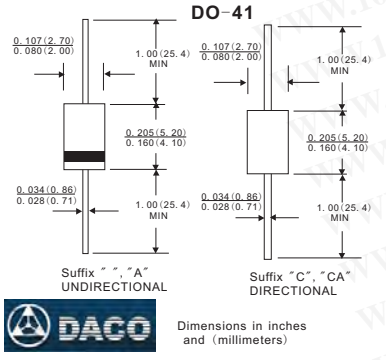 DO-41
0.107(2.70)
0.080(2.00)
1.00(25.4)
MIN
0.205(5.20)
0.160(4.10)
0.034(0.86)
0.028(0.71)
1.00(25.4)
MIN
Suffix " ", "A"
UNDIRECTIONAL
0.107(2.70)
0.080(2.00)
1.00(25.4)
MIN
0.205(5.20)
0.160(4.10)
0.034(0.86)
0.028(0.71)
1.00(25.4)
MIN
Suffix "C", "CA"
DIRECTIONAL
DACO
Dimensions in inches
and (millimeters)